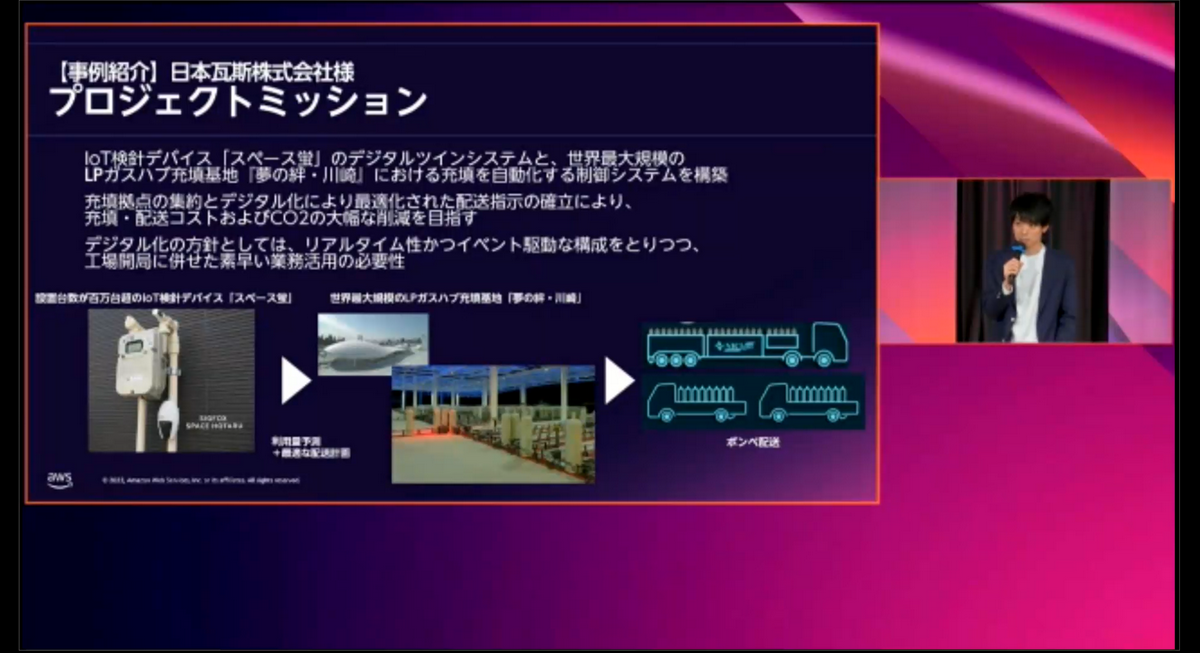 【事例紹介】日本瓦斯株式会社様
プロジェクトミッション
IoT検針デバイス「スペース蛍」のデジタルツインシステムと、世界最大規模の
LPガスハブ充填基地『夢の絆・川崎』における充填を自動化する制御システムを構築
充填拠点の集約とデジタル化により最適化された配送指示の確立により、
充填・配送コストおよびCO2の大幅な削減を目指す
デジタル化の方針としては、リアルタイム性かつイベント駆動な構成をとりつつ、
工場開局に併せた素早い業務活用の必要性
設置台数が百万台超のIoT検針デバイス「スペース蛍」
世界最大規模のLPガスハブ充填基地「夢の絆・川崎」
SIGFOX
SPACE HOTARU
利用量予測
＋最適な配送計画
ボンベ配送
aws
© 2023, Amazon Web Services, Inc. or its affiliates. All rights reserved.